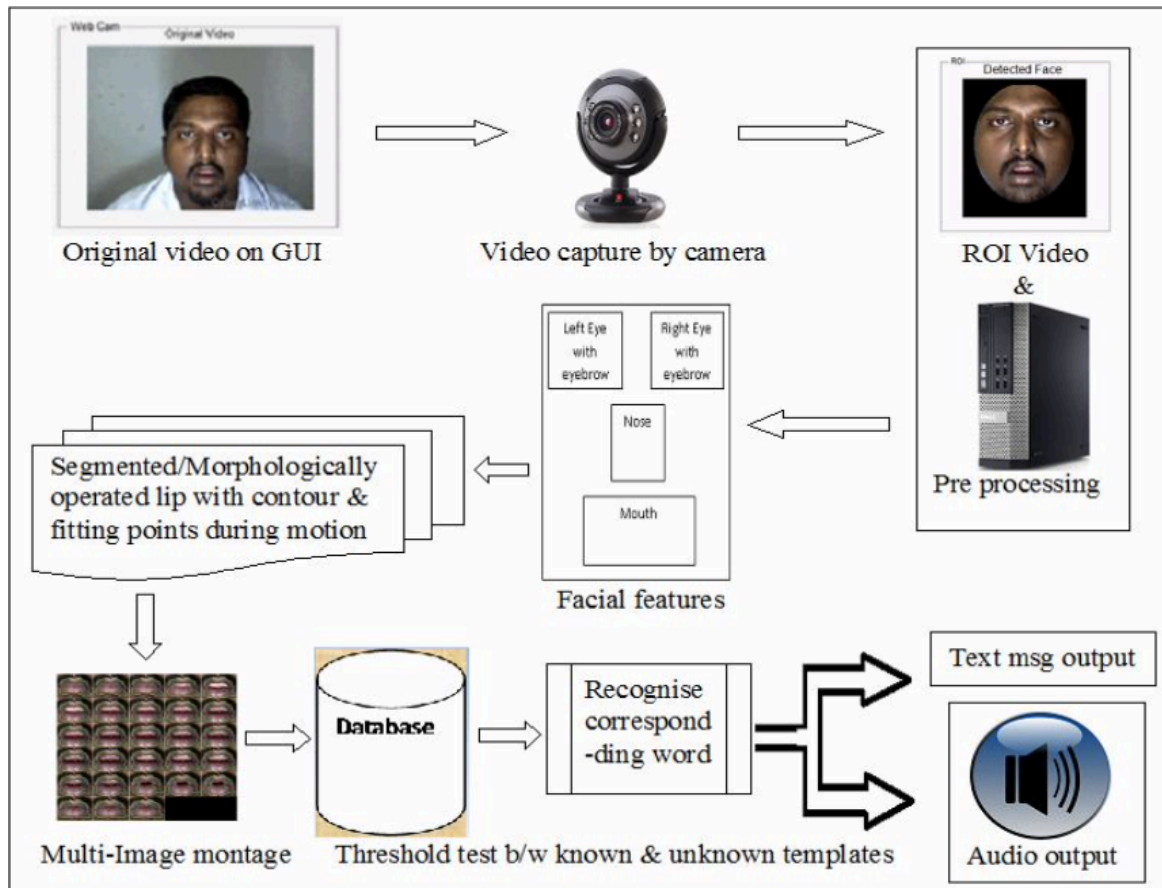 Web Cam
Original Video
Original video on GUI
Video capture by camera
ROI
Detected Face
ROI Video
&
Pre processing
Left Eye
with
eyebrow
Right Eye
with
eyebrow
Nose
Mouth
Facial features
Segmented/Morphologically
operated lip with contour &
fitting points during motion
Multi-Image montage
Database
Recognise
correspond
-ding word
Threshold test b/w known & unknown templates
Text msg output
Audio output